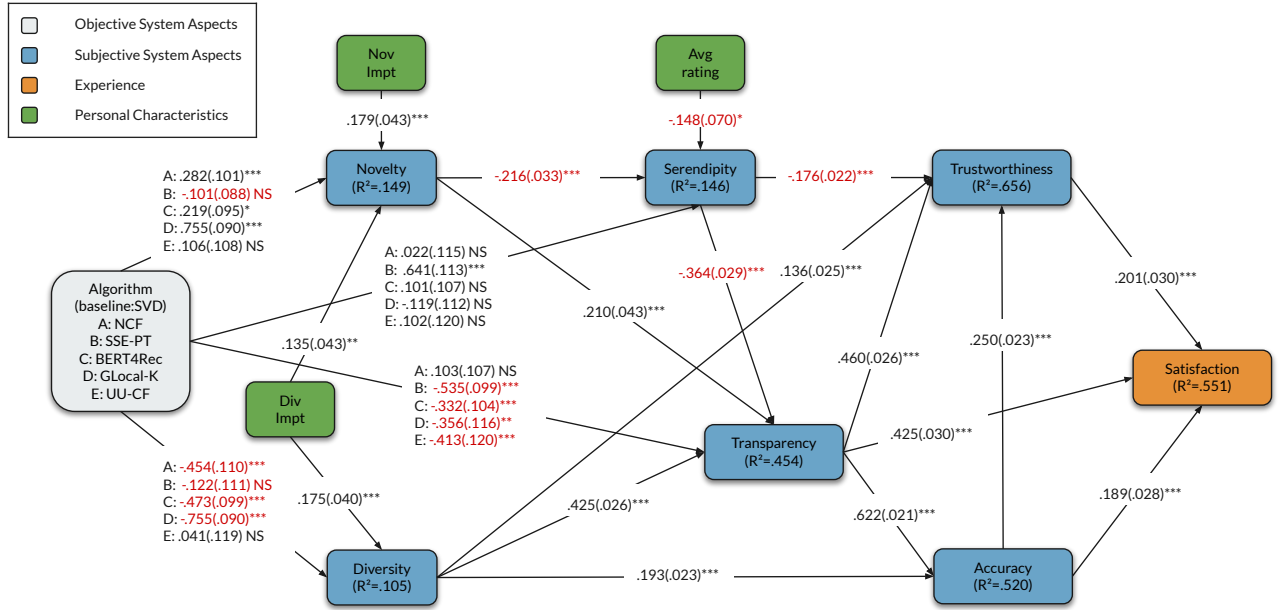 Objective System Aspects
Subjective System Aspects
Experience
Personal Characteristics
Nov
Impt
Avg
rating
.179(.043)***
-.148(.070)*
A: .282(.101)***
B: -.101(.088) NS
C: .219(.095)*
D: .755(.090)***
E: .106(.108) NS
Novelty
(R²=.149)
-.216(.033)***
Serendipity
(R²=.146)
-.176(.022)***
Trustworthiness
(R²=.656)
A: .022(.115) NS
B: .641(.113)***
C: .101(.107) NS
D: -.119(.112) NS
E: .102(.120) NS
-.364(.029)***
.136(.025)***
.201(.030)***
Algorithm
(baseline:SVD)
A: NCF
B: SSE-PT
C: BERT4Rec
D: GLocal-K
E: UU-CF
.210(.043)***
.135(.043)**
.250(.023)***
.460(.026)***
Satisfaction
(R²=.551)
A: .103(.107) NS
B: -.535(.099)***
C: -.332(.104)***
D: -.356(.116)**
E: -.413(.120)***
Div
Impt
Transparency
(R²=.454)
.425(.030)***
A: -.454(.110)***
B: -.122(.111) NS
C: -.473(.099)***
D: -.755(.090)***
E: .041(.119) NS
.175(.040)***
.425(.026)***
.622(.021)***
.189(.028)***
Diversity
(R²=.105)
.193(.023)***
Accuracy
(R²=.520)